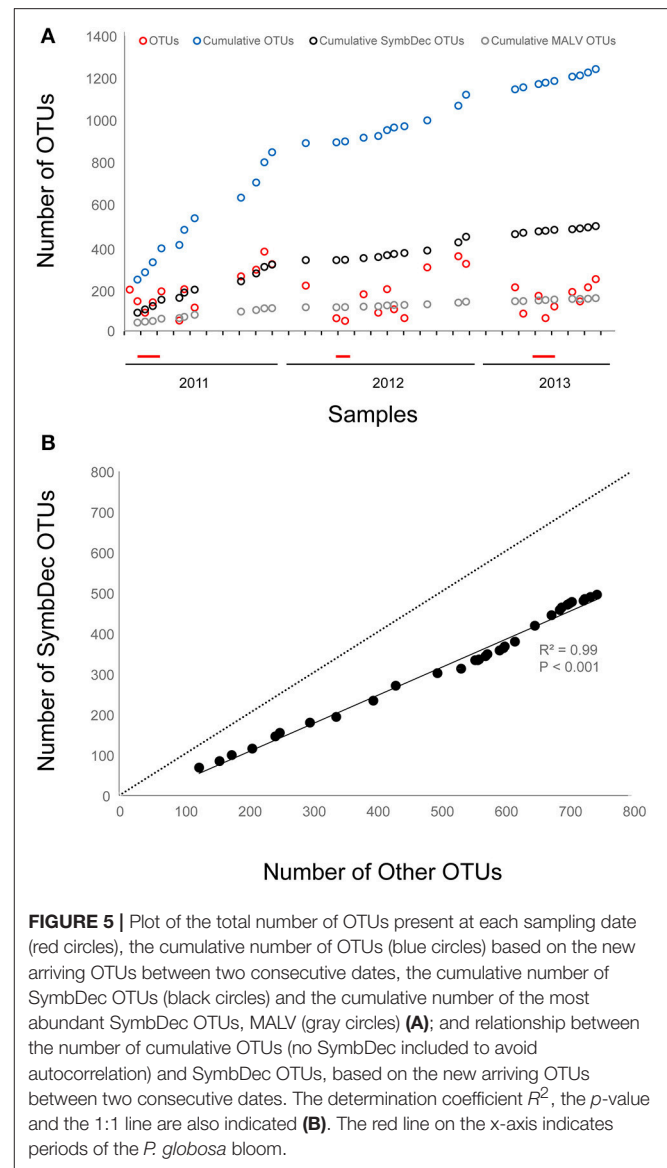 A
OTUs Cumulative OTUs Cumulative SymbDec OTUs Cumulative MALV OTUs
Number of OTUs
1400
1200
1000
800
600
400
200
0
2011 2012 2013
Samples
B
Number of SymbDec OTUs
800
700
600
500
400
300
200
100
0
R² = 0.99
P < 0.001
0 100 200 300 400 500 600 700 800
Number of Other OTUs
FIGURE 5 | Plot of the total number of OTUs present at each sampling date
(red circles), the cumulative number of OTUs (blue circles) based on the new
arriving OTUs between two consecutive dates, the cumulative number of
SymbDec OTUs (black circles) and the cumulative number of the most
abundant SymbDec OTUs, MALV (gray circles) (A); and relationship between
the number of cumulative OTUs (no SymbDec included to avoid
autocorrelation) and SymbDec OTUs, based on the new arriving OTUs
between two consecutive dates. The determination coefficient R², the p-value
and the 1:1 line are also indicated (B). The red line on the x-axis indicates
periods of the P. globosa bloom.